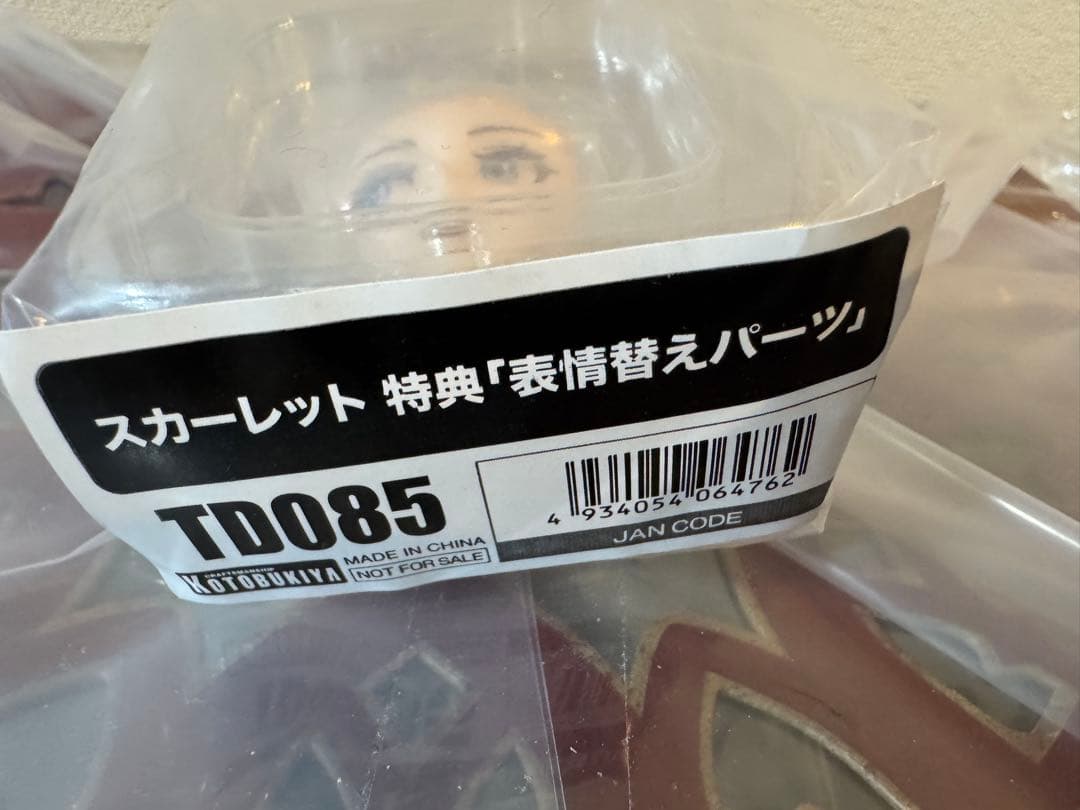 スカーレット 特典「表情替えパーツ」
TD085
MADE IN CHINA
CRAFTSMANSHIP
KOTOBUKIYA
NOT FOR SALE
4 934054 064762
JAN CODE